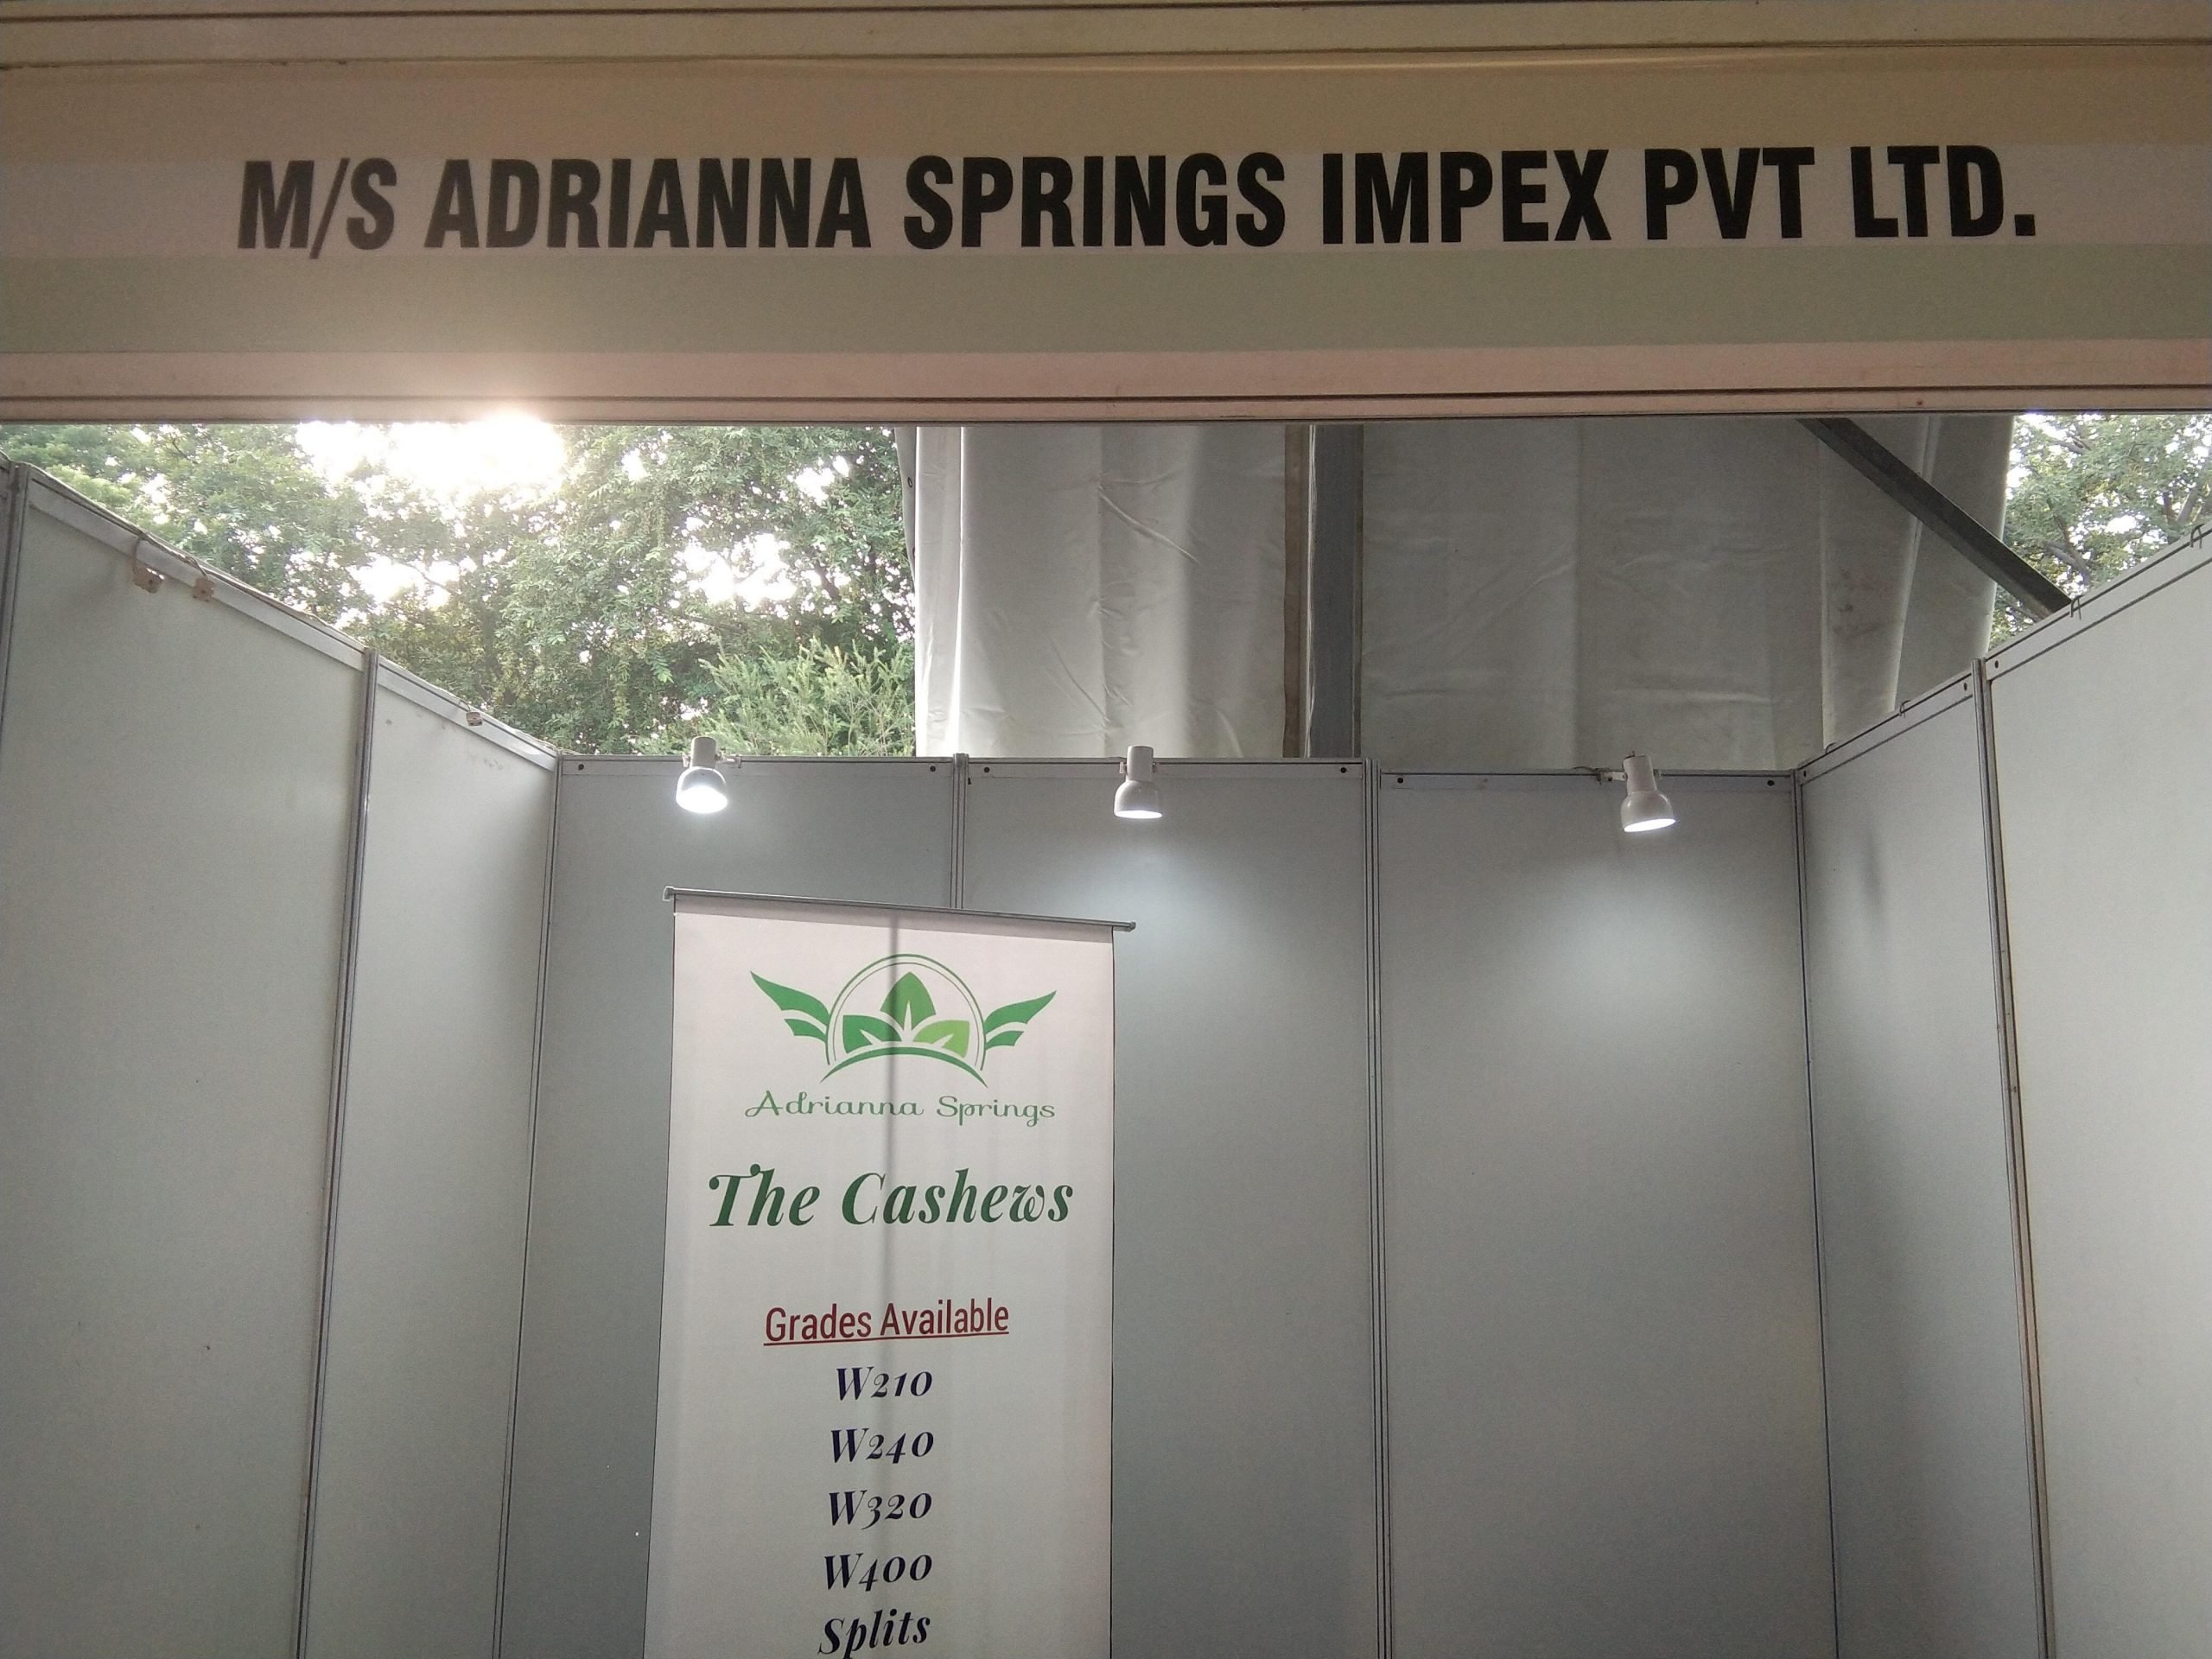 M/S ADRIANNA SPRINGS IMPEX PVT LTD.
Adrianna Springs
The Cashews
Grades Available
W210
W240
W320
W400
Splits